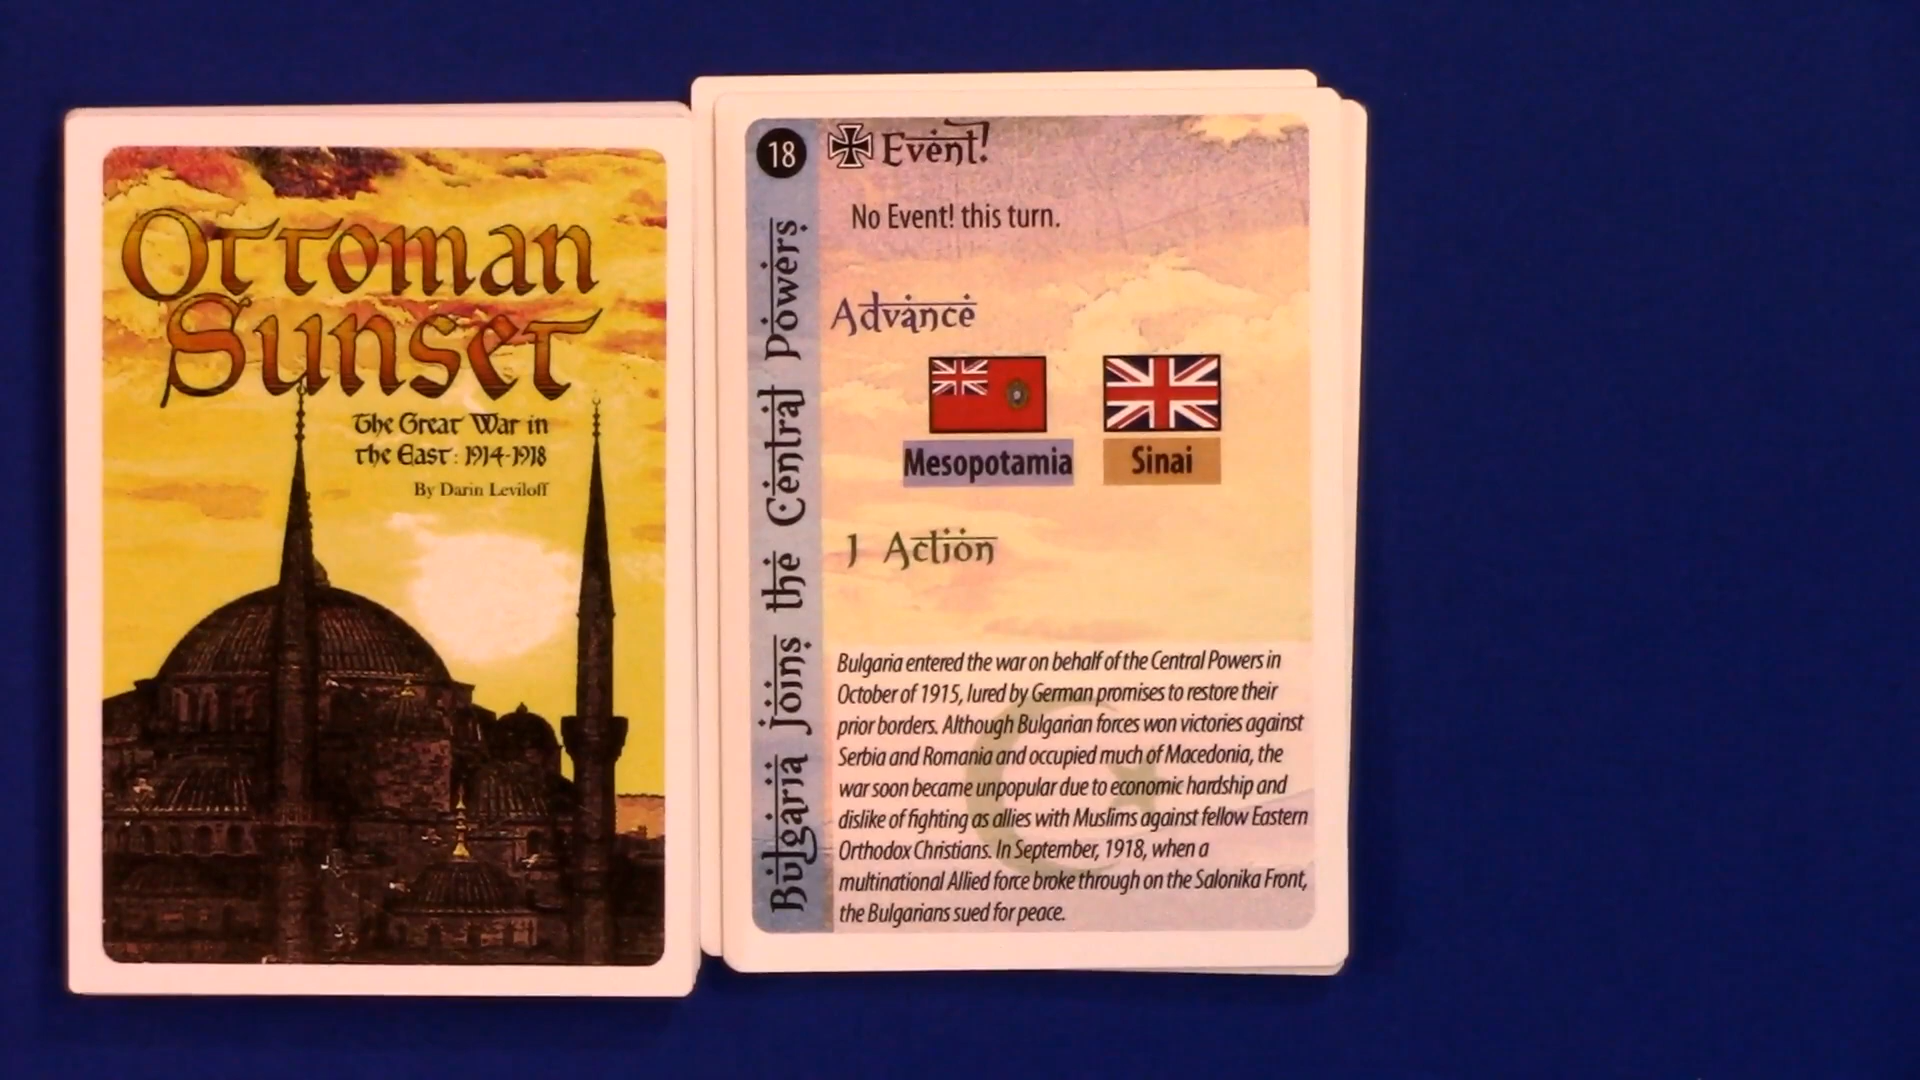 Ottoman
Sunset
The Great War in
the East: 1914-1918
By Darin Leviloff
18
Event!
Bulgaria Joins the Central Powers
No Event! this turn.
Advance
Mesopotamia
Sinai
1 Action
Bulgaria entered the war on behalf of the Central Powers in
October of 1915, lured by German promises to restore their
prior borders. Although Bulgarian forces won victories against
Serbia and Romania and occupied much of Macedonia, the
war soon became unpopular due to economic hardship and
dislike of fighting as allies with Muslims against fellow Eastern
Orthodox Christians. In September, 1918, when a
multinational Allied force broke through on the Salonika Front,
the Bulgarians sued for peace.